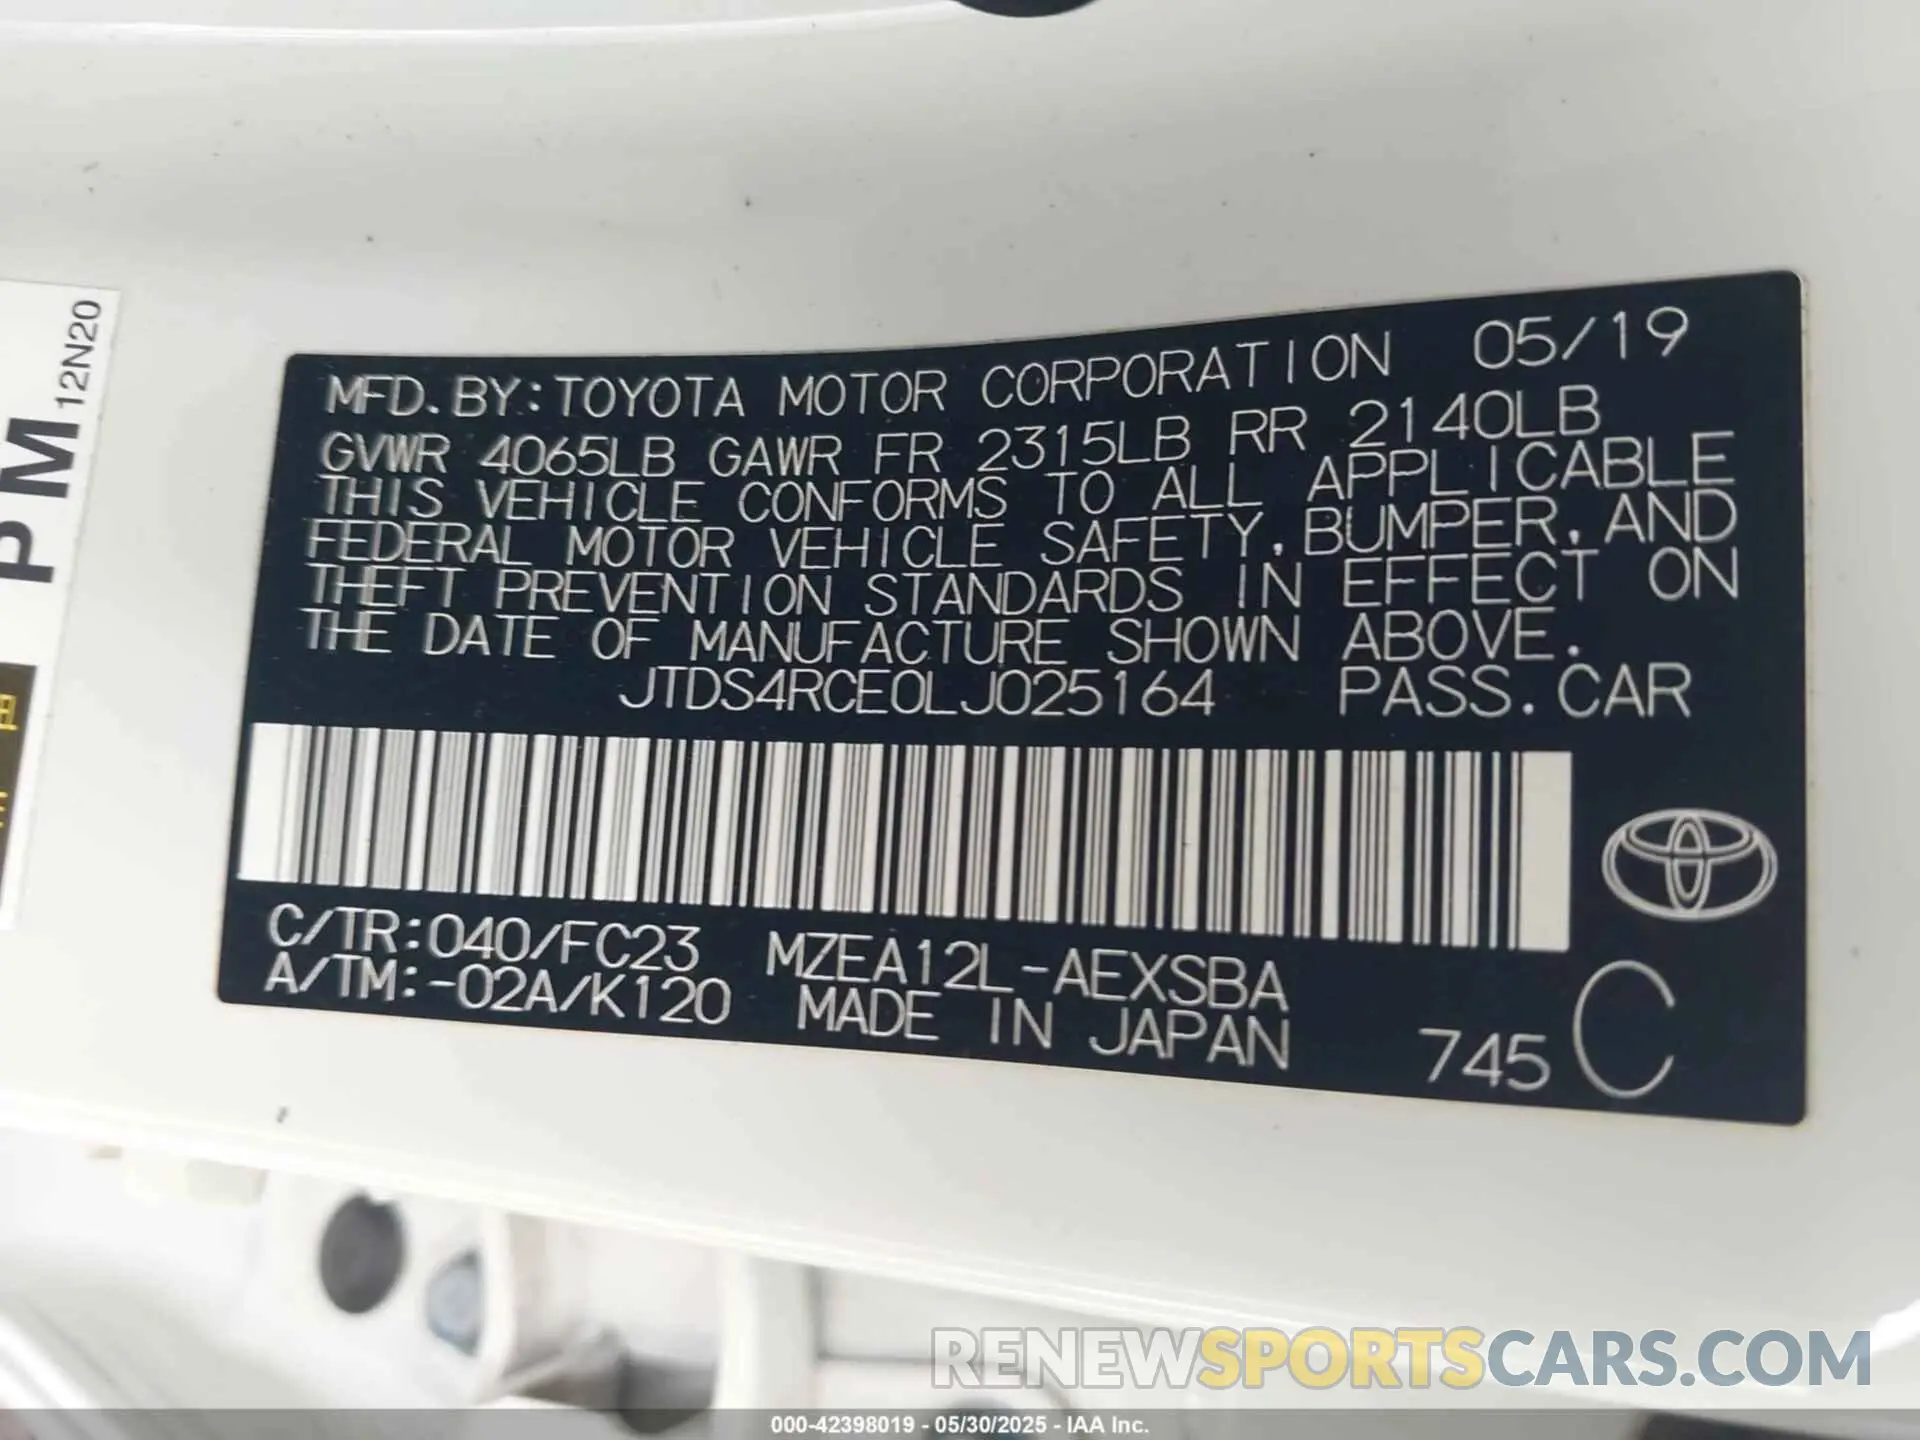 12N20
PM
EL
MFD. BY: TOYOTA MOTOR CORPORATION 05/19
GVWR 4065LB GAWR FR 2315LB RR 2140LB
THIS VEHICLE CONFORMS TO ALL APPLICABLE
FEDERAL MOTOR VEHICLE SAFETY, BUMPER, AND
THEFT PREVENTION STANDARDS IN EFFECT ON
THE DATE OF MANUFACTURE SHOWN ABOVE.
JTDS4RCE0LJ025164 PASS. CAR
C/TR: 040/FC23 MZEA12L-AEXSBA
A/TM: -02A/K120 MADE IN JAPAN 745 C
RENEWSPORTSCARS.COM
000-42398019 - 05/30/2025 - IAA Inc.